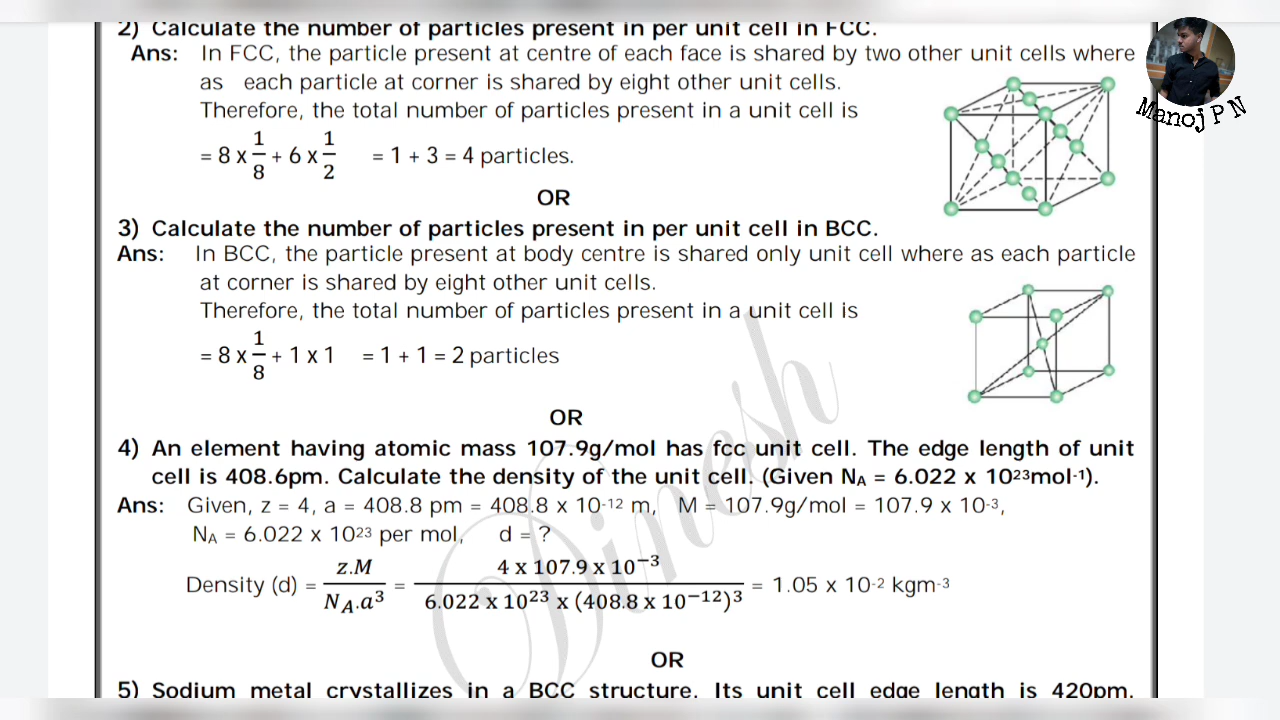 2) Calculate the number of particles present in per unit cell in FCC.
Ans: In FCC, the particle present at centre of each face is shared by two other unit cells where
as each particle at corner is shared by eight other unit cells.
Therefore, the total number of particles present in a unit cell is
= 8 x 1/8 + 6 x 1/2 = 1 + 3 = 4 particles.
OR
3) Calculate the number of particles present in per unit cell in BCC.
Ans: In BCC, the particle present at body centre is shared only unit cell where as each particle
at corner is shared by eight other unit cells.
Therefore, the total number of particles present in a unit cell is
= 8 x 1/8 + 1 x 1 = 1 + 1 = 2 particles
OR
4) An element having atomic mass 107.9g/mol has fcc unit cell. The edge length of unit
cell is 408.6pm. Calculate the density of the unit cell. (Given N_A = 6.022 x 10²³mol⁻¹).
Ans: Given, z = 4, a = 408.8 pm = 408.8 x 10⁻¹² m, M = 107.9g/mol = 107.9 x 10⁻³,
N_A = 6.022 x 10²³ per mol, d = ?
Density (d) = z.M / N_A.a³ = 4 x 107.9 x 10⁻³ / 6.022 x 10²³ x (408.8 x 10⁻¹²)³ = 1.05 x 10⁻² kgm⁻³
OR
5) Sodium metal crystallizes in a BCC structure. Its unit cell edge length is 420pm.
Manoj P N
Dinesh